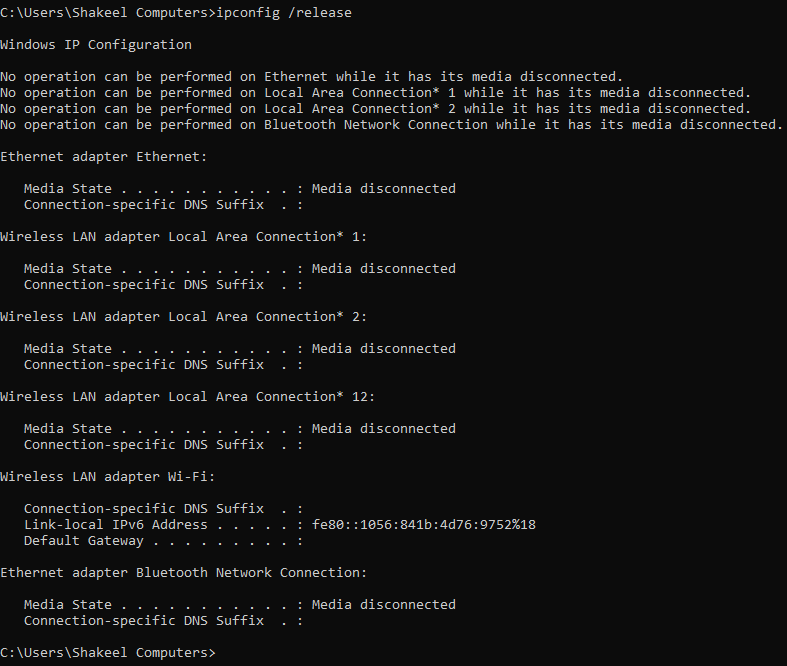 C:\Users\Shakeel Computers>ipconfig /release
Windows IP Configuration
No operation can be performed on Ethernet while it has its media disconnected.
No operation can be performed on Local Area Connection* 1 while it has its media disconnected.
No operation can be performed on Local Area Connection* 2 while it has its media disconnected.
No operation can be performed on Bluetooth Network Connection while it has its media disconnected.
Ethernet adapter Ethernet:
   Media State . . . . . . . . . . . : Media disconnected
   Connection-specific DNS Suffix  . :
Wireless LAN adapter Local Area Connection* 1:
   Media State . . . . . . . . . . . : Media disconnected
   Connection-specific DNS Suffix  . :
Wireless LAN adapter Local Area Connection* 2:
   Media State . . . . . . . . . . . : Media disconnected
   Connection-specific DNS Suffix  . :
Wireless LAN adapter Local Area Connection* 12:
   Media State . . . . . . . . . . . : Media disconnected
   Connection-specific DNS Suffix  . :
Wireless LAN adapter Wi-Fi:
   Connection-specific DNS Suffix  . :
   Link-local IPv6 Address . . . . . : fe80::1056:841b:4d76:9752%18
   Default Gateway . . . . . . . . . :
Ethernet adapter Bluetooth Network Connection:
   Media State . . . . . . . . . . . : Media disconnected
   Connection-specific DNS Suffix  . :
C:\Users\Shakeel Computers>